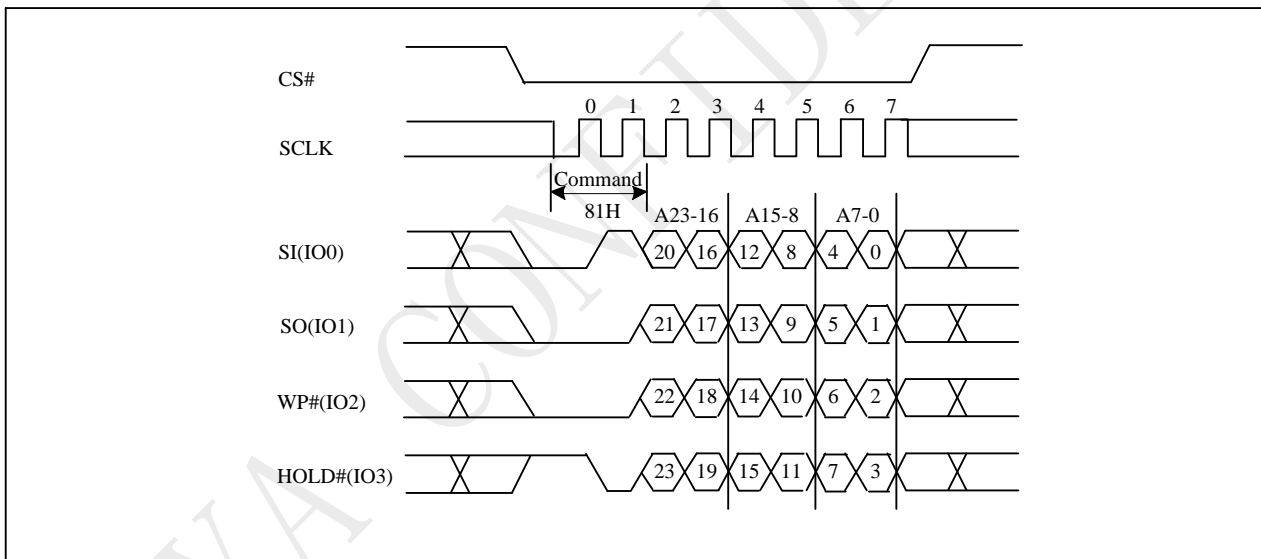 CS#
0 1 2 3 4 5 6 7
SCLK
Command
81H
A23-16 A15-8 A7-0
SI(IO0) 20 16 12 8 4 0
SO(IO1) 21 17 13 9 5 1
WP#(IO2) 22 18 14 10 6 2
HOLD#(IO3) 23 19 15 11 7 3